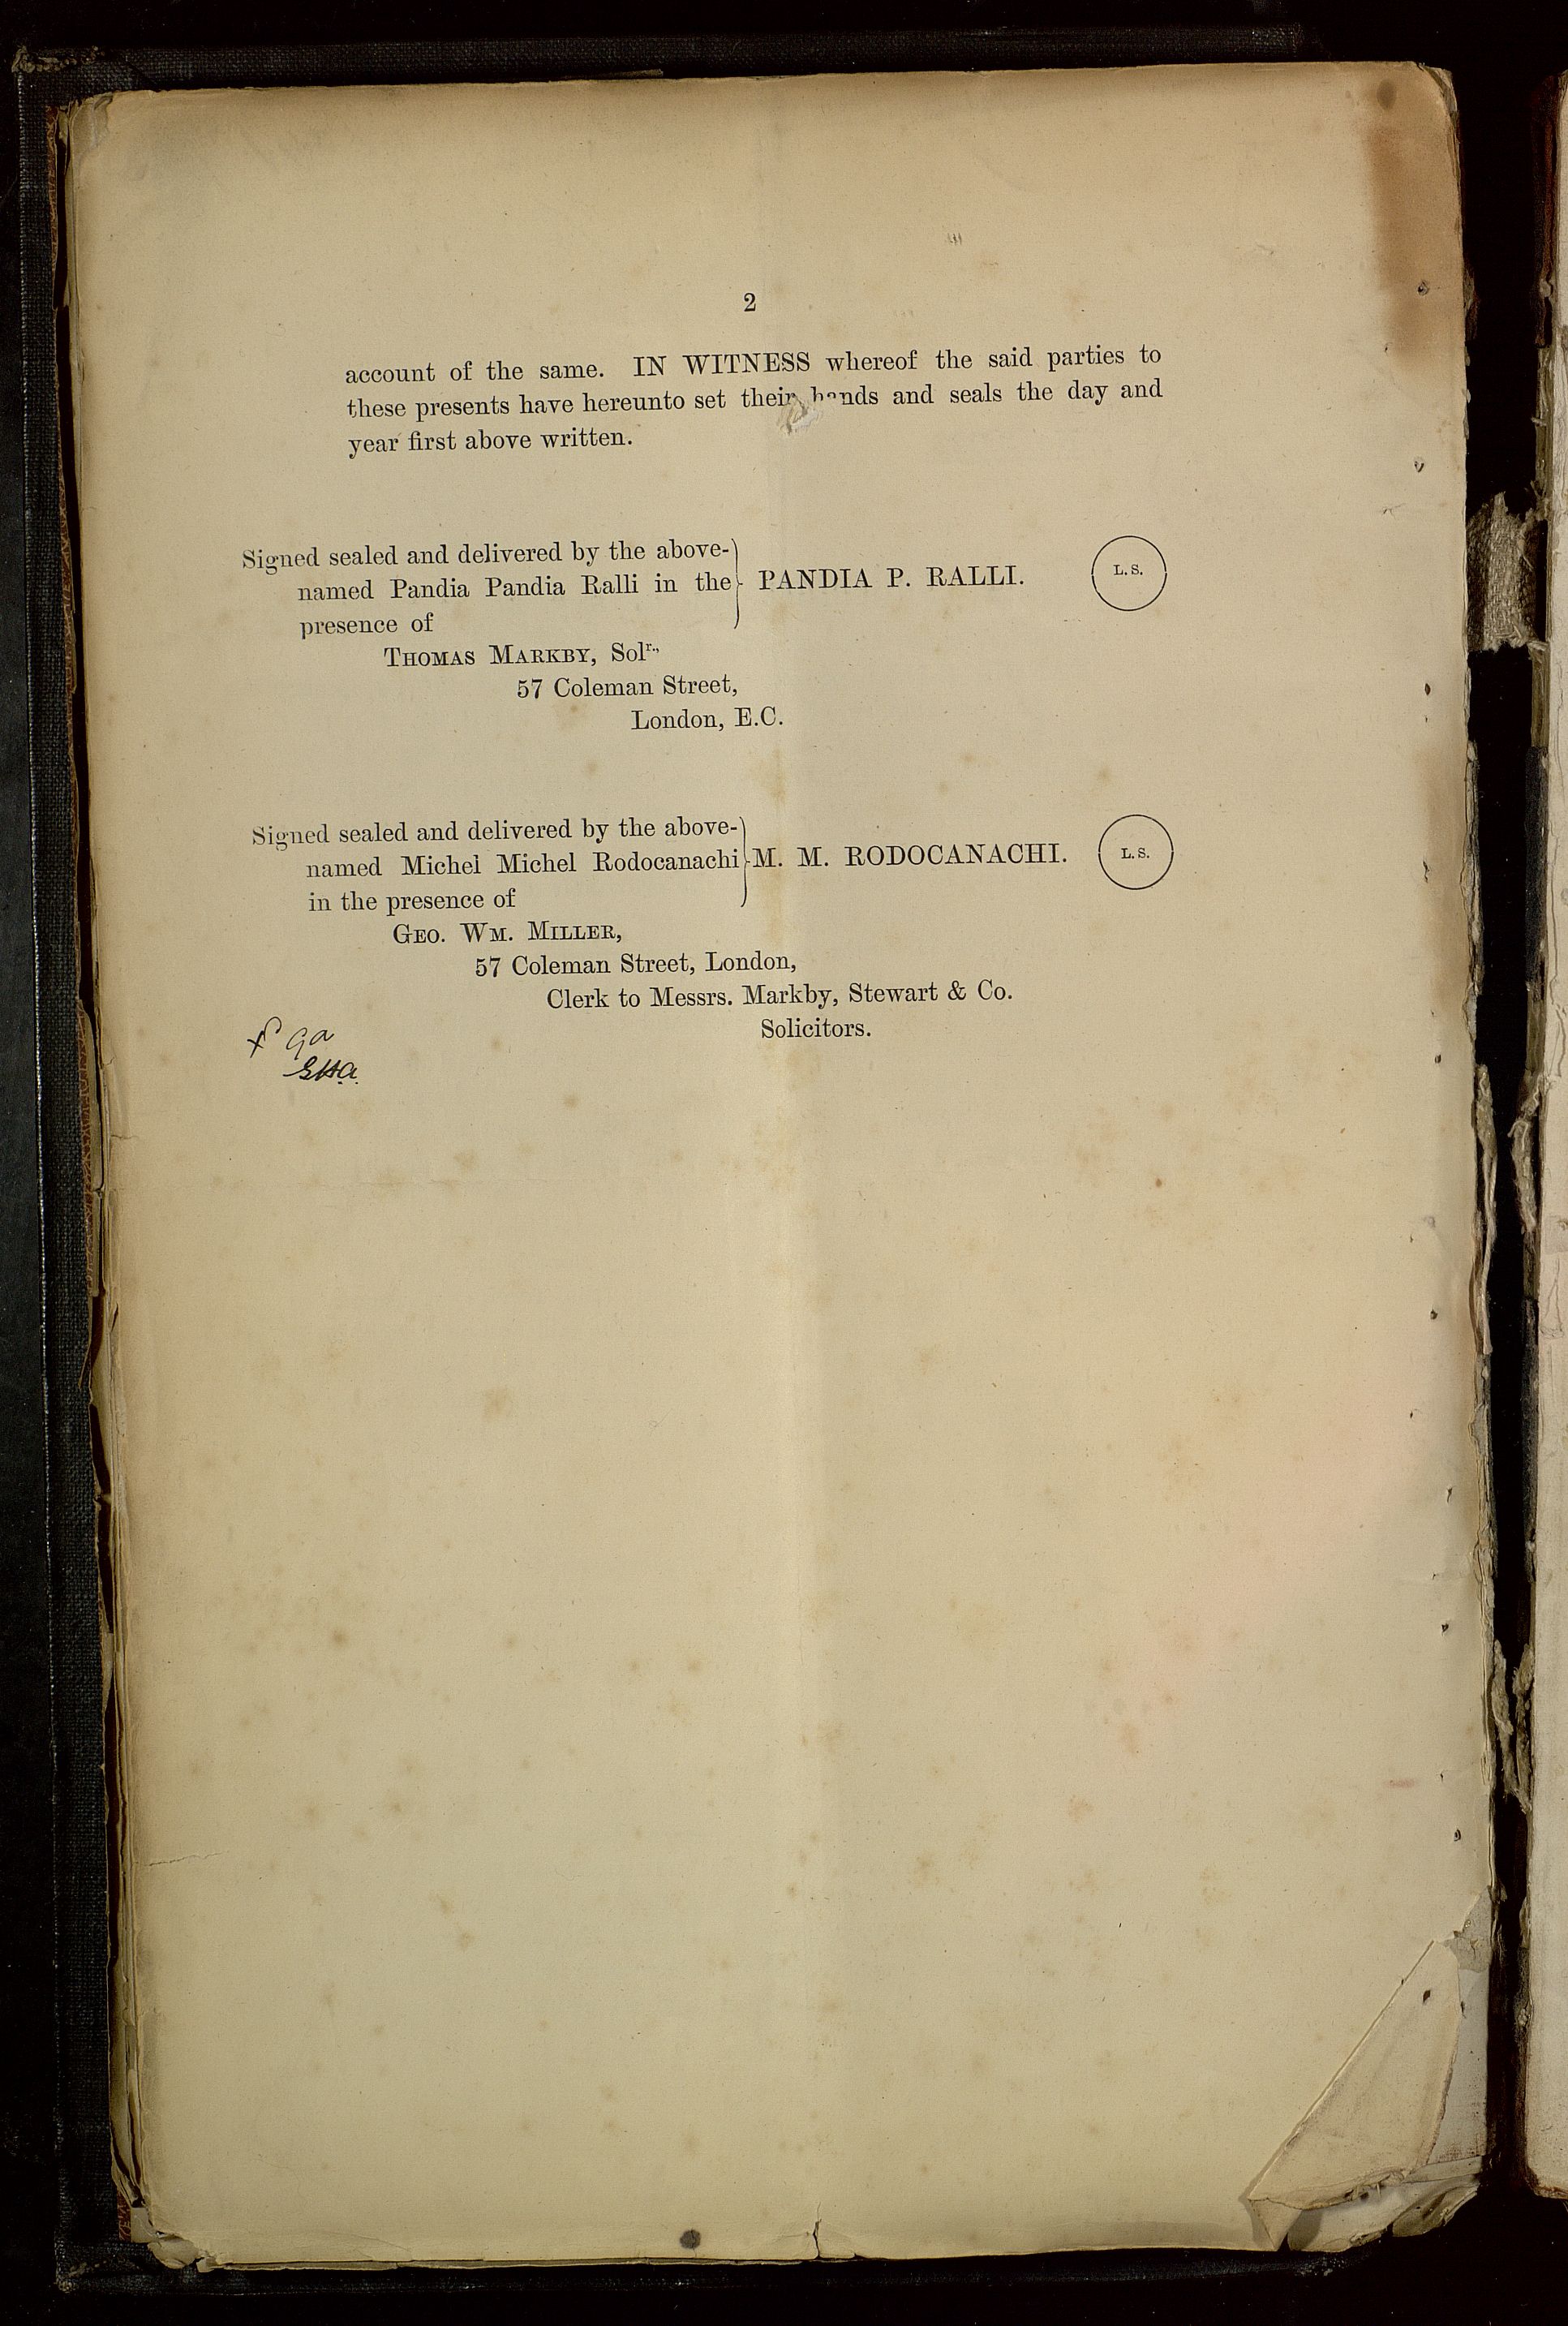 2
account of the same. IN WITNESS whereof the said parties to
these presents have hereunto set their hands and seals the day and
year first above written.
Signed sealed and delivered by the above-
named Pandia Pandia Ralli in the
presence of
PANDIA P. RALLI.
L. S.
THOMAS MARKBY, Solr.,
57 Coleman Street,
London, E.C.
Signed sealed and delivered by the above-
named Michel Michel Rodocanachi
in the presence of
M. M. RODOCANACHI.
L. S.
GEO. WM. MILLER,
57 Coleman Street, London,
Clerk to Messrs. Markby, Stewart & Co.
Solicitors.